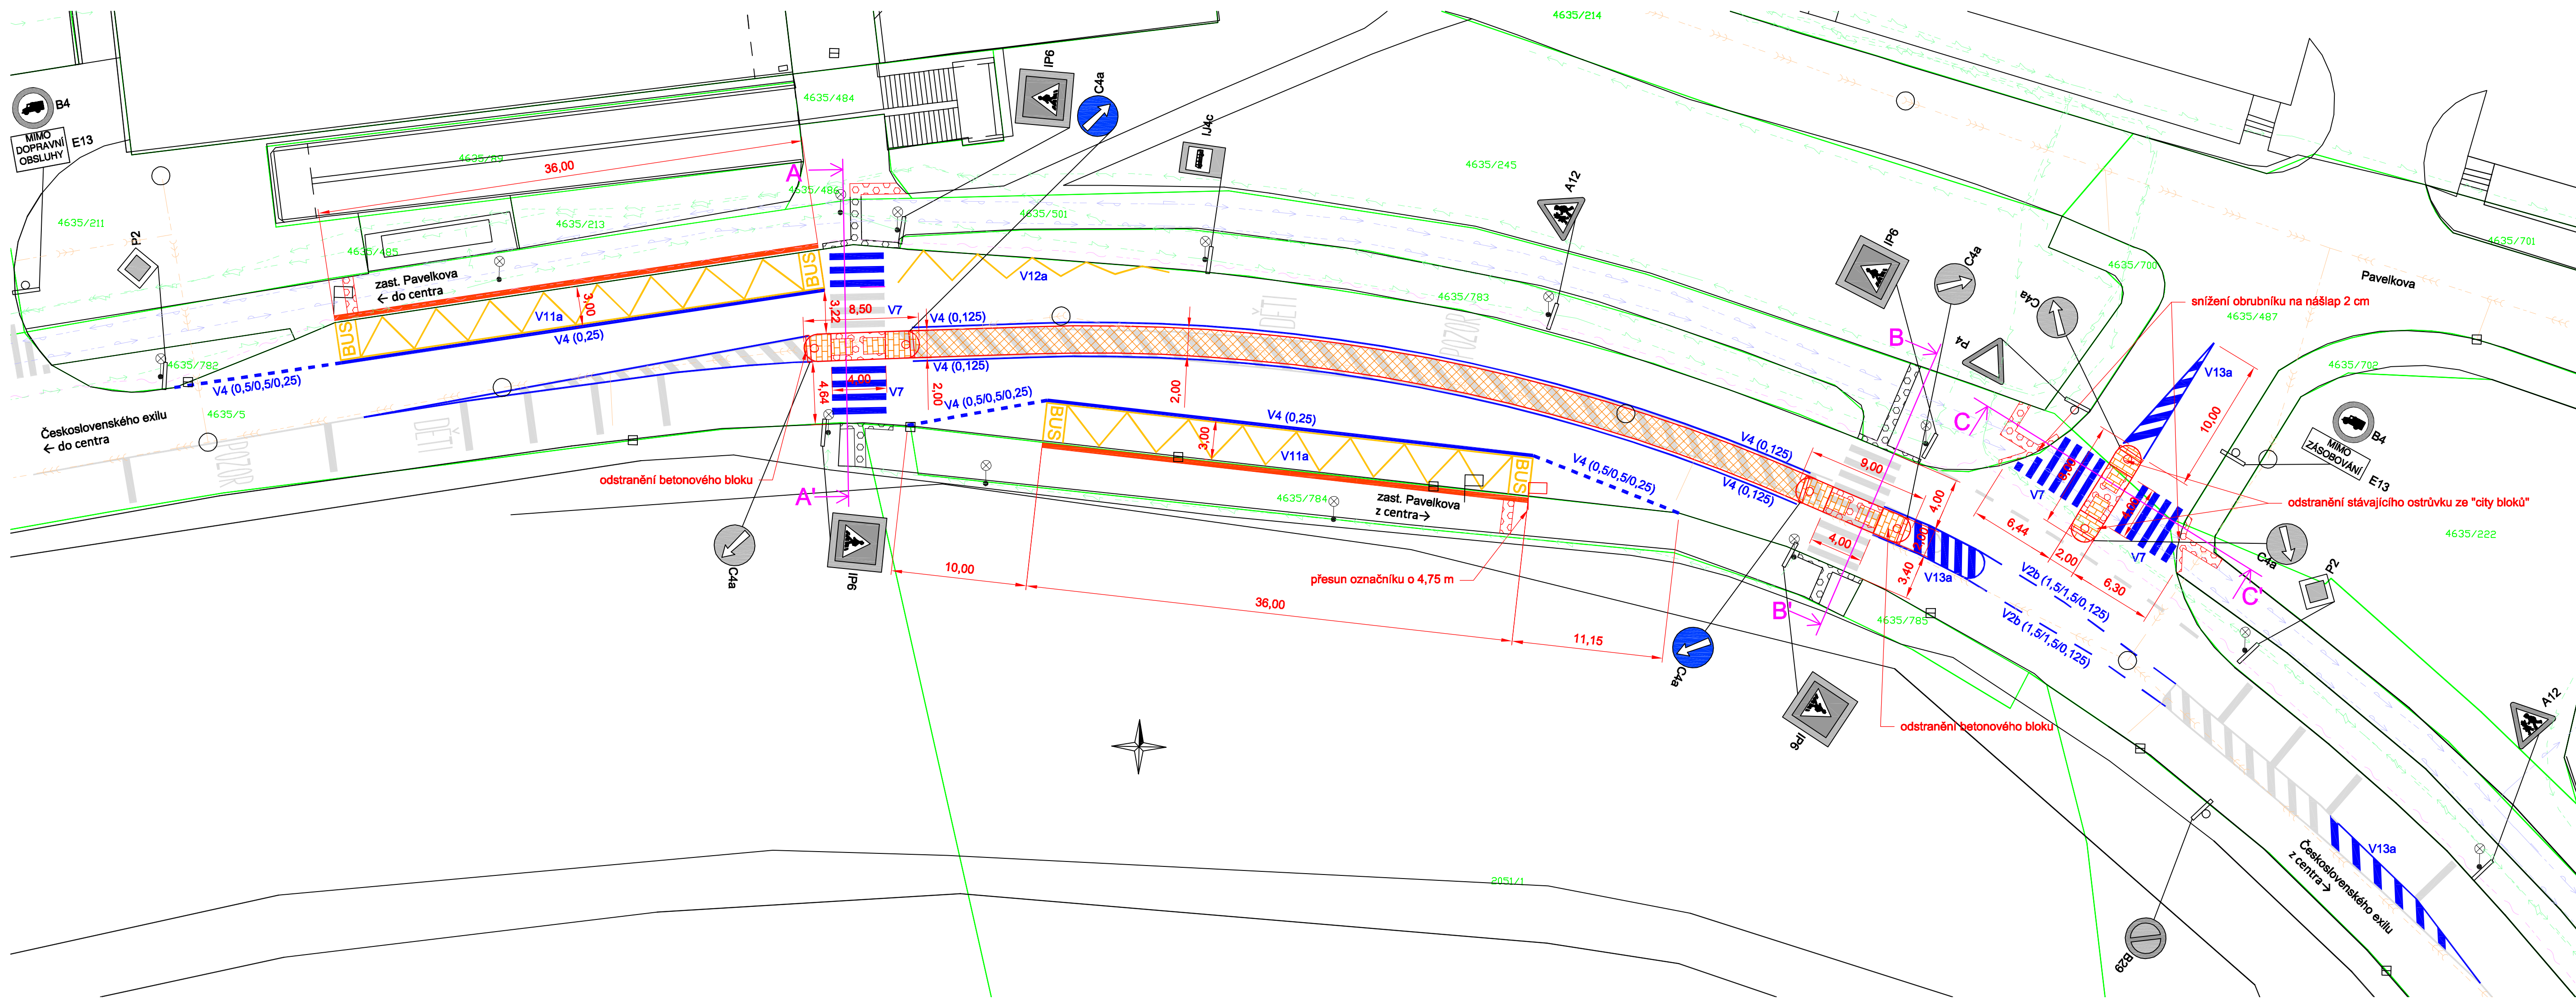 4635/214
IP6
C4a
B4
MIMO
DOPRAVNÍ
OBSLUHY
E13
4635/484
4635/89
36,00
A
4635/486
IJ4c
4635/245
A12
4635/211
P2
4635/213
4635/501
4635/485
IP6
C4a
4635/701
4635/700
Pavelkova
zast. Pavelkova
← do centra
BUS
V12a
DĚTI
4635/783
C4a
snížení obrubníku na nášlap 2 cm
4635/487
3,00
V11a
3,22
8,50
V7
V4 (0,125)
POZOR
B
P4
BUS
V4 (0,25)
4635/782
V4 (0,5/0,5/0,25)
V4 (0,125)
4635/702
V13a
4,00
V7
4,64
2,00
2,00
V4 (0,5/0,5/0,25)
4635/5
Československého exilu
← do centra
POZOR
DĚTI
V4 (0,25)
BUS
3,00
V11a
C
10,00
B4
MIMO
ZÁSOBOVÁNÍ
E13
V4 (0,125)
9,00
V4 (0,5/0,5/0,25)
V4 (0,125)
BUS
odstranění betonového bloku
A'
4635/784
zast. Pavelkova
z centra→
4,00
V7
odstranění stávajícího ostrůvku ze "city bloků"
6,44
4635/222
V7
4,00
2,00
C4a
IP6
C4a
P2
10,00
přesun označníku o 4,75 m
3,40
V13a
V2b (1,5/1,5/0,125)
6,30
C'
36,00
B'
4635/785
V2b (1,5/1,5/0,125)
11,15
C4a
IP6
odstranění betonového bloku
A12
V13a
Československého exilu
z centra→
2051/1
B29